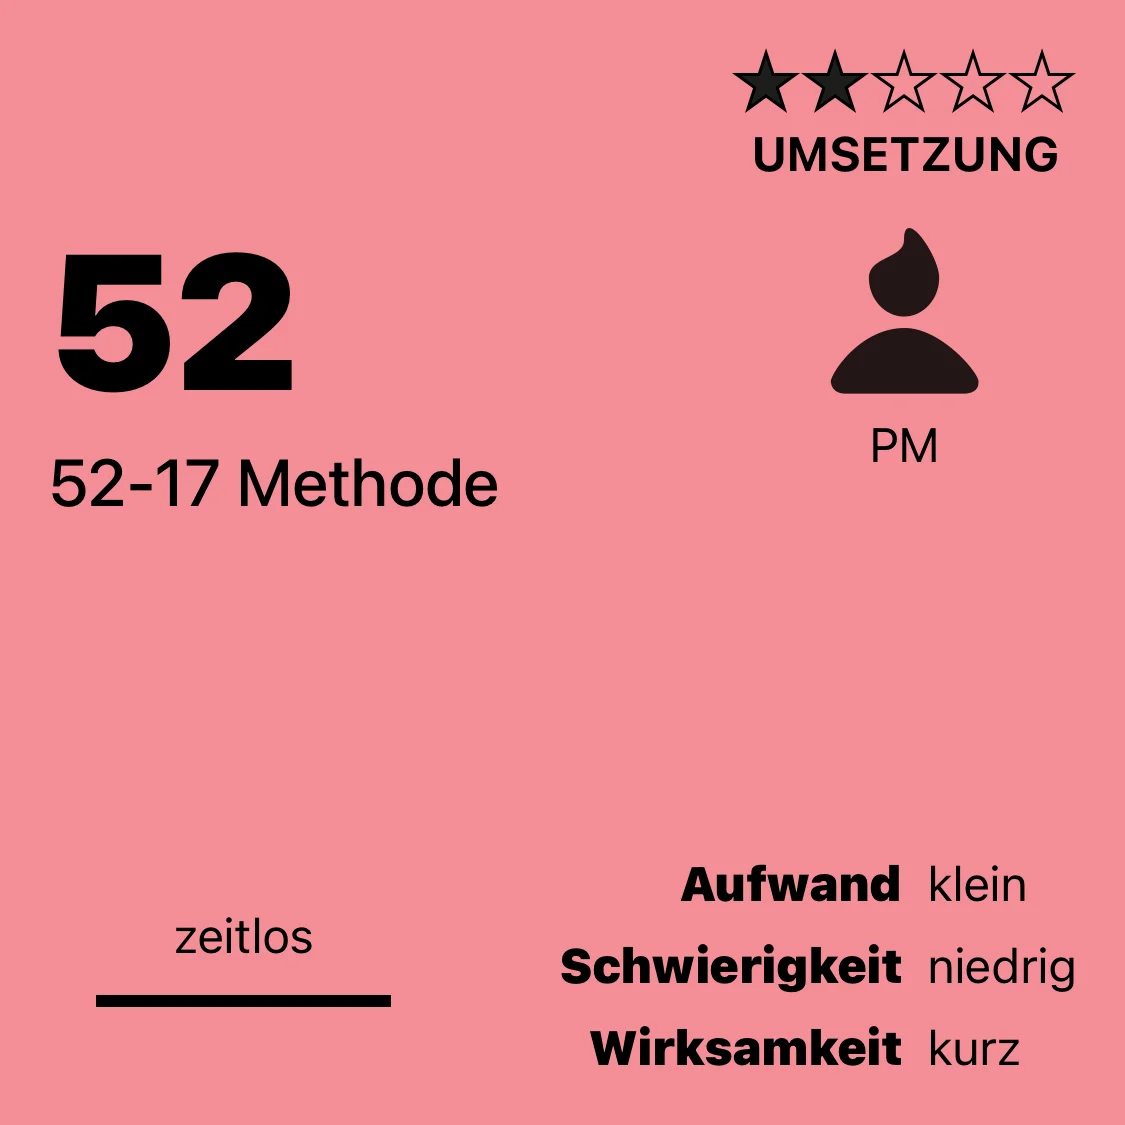 ★★☆☆☆
UMSETZUNG
52
52-17 Methode
PM
zeitlos
Aufwand klein
Schwierigkeit niedrig
Wirksamkeit kurz